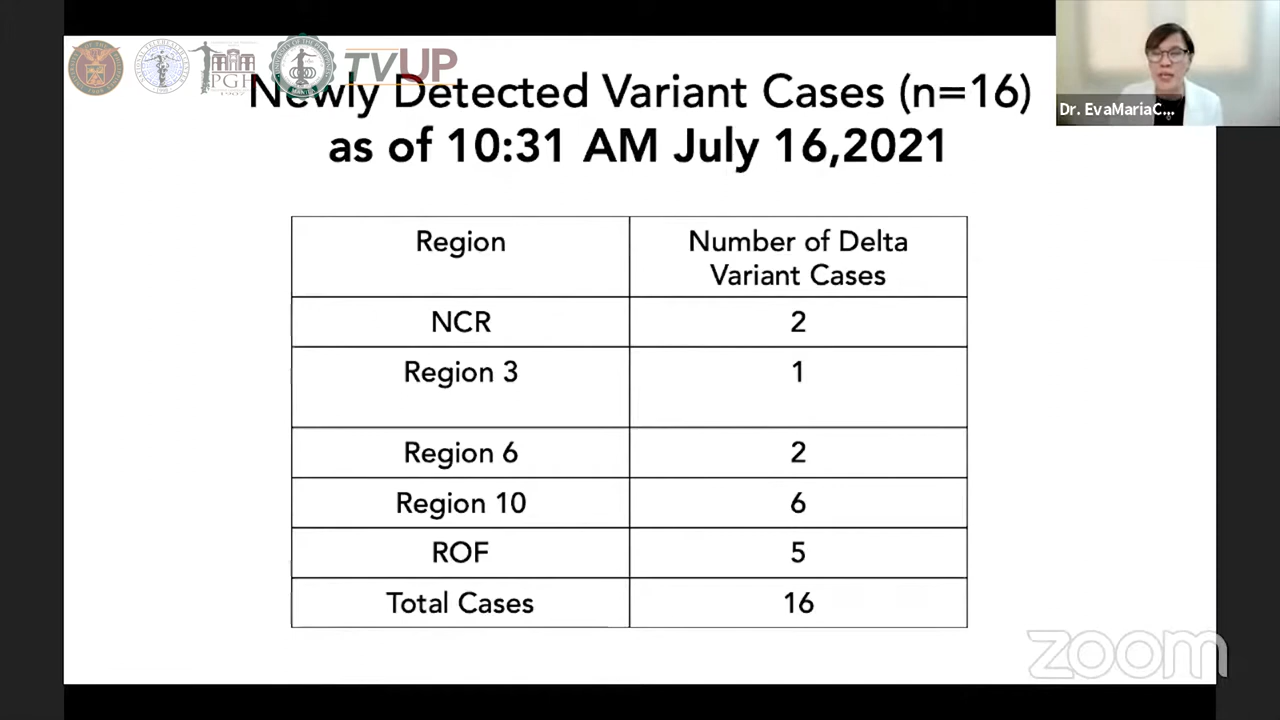 TVUP
PGH
1907
Newly Detected Variant Cases (n=16)
as of 10:31 AM July 16,2021
Dr. EvaMariaC...
Region
Number of Delta
Variant Cases
NCR
2
Region 3
1
Region 6
2
Region 10
6
ROF
5
Total Cases
16
zoom